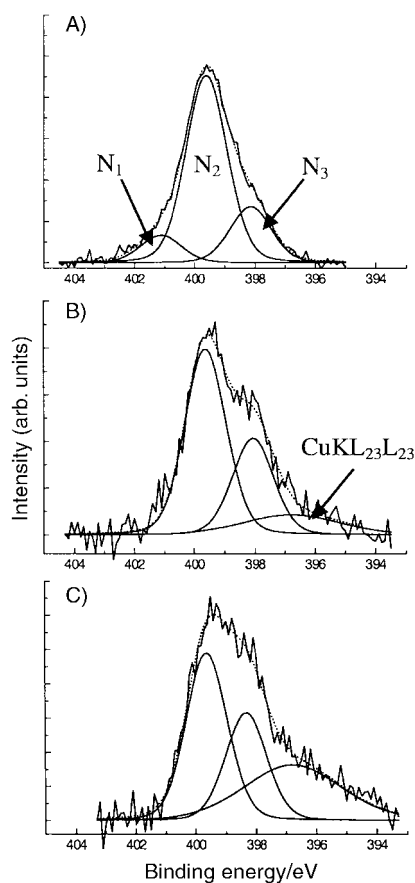 A)
N₁
N₂
N₃
404 402 400 398 396 394
B)
CuKL₂₃L₂₃
404 402 400 398 396 394
C)
404 402 400 398 396 394
Intensity (arb. units)
Binding energy/eV